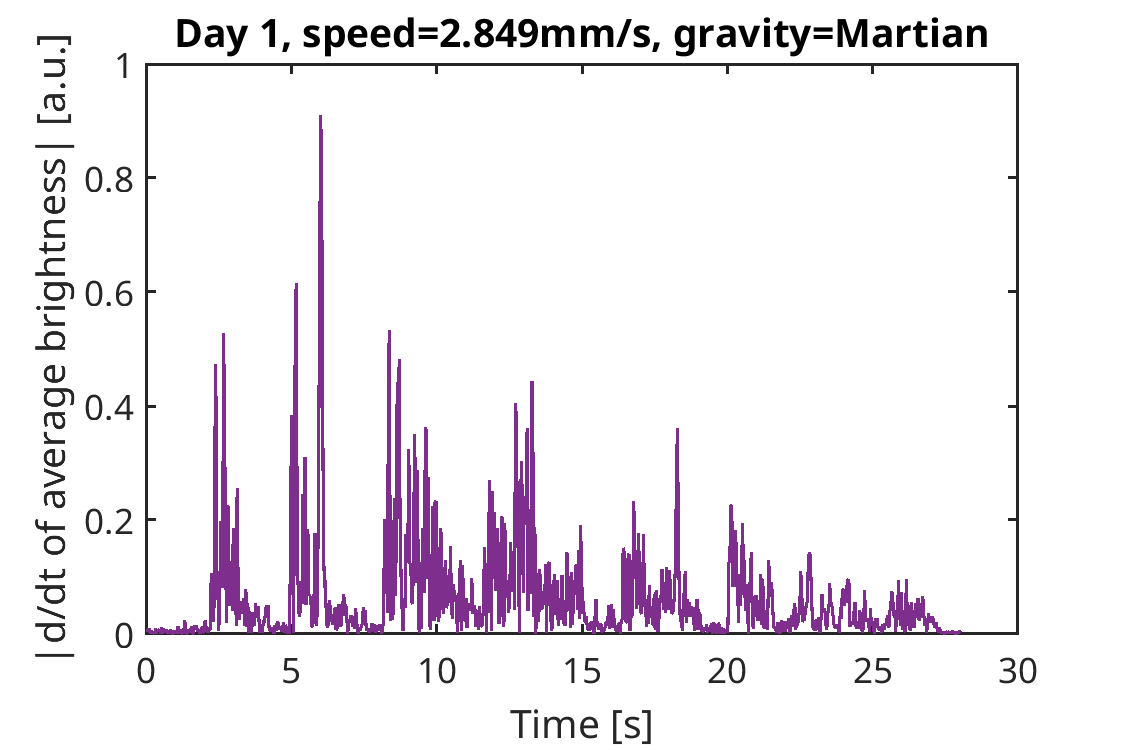 Day 1, speed=2.849mm/s, gravity=Martian
|d/dt of average brightness| [a.u.]
1
0.8
0.6
0.4
0.2
0
0 5 10 15 20 25 30
Time [s]